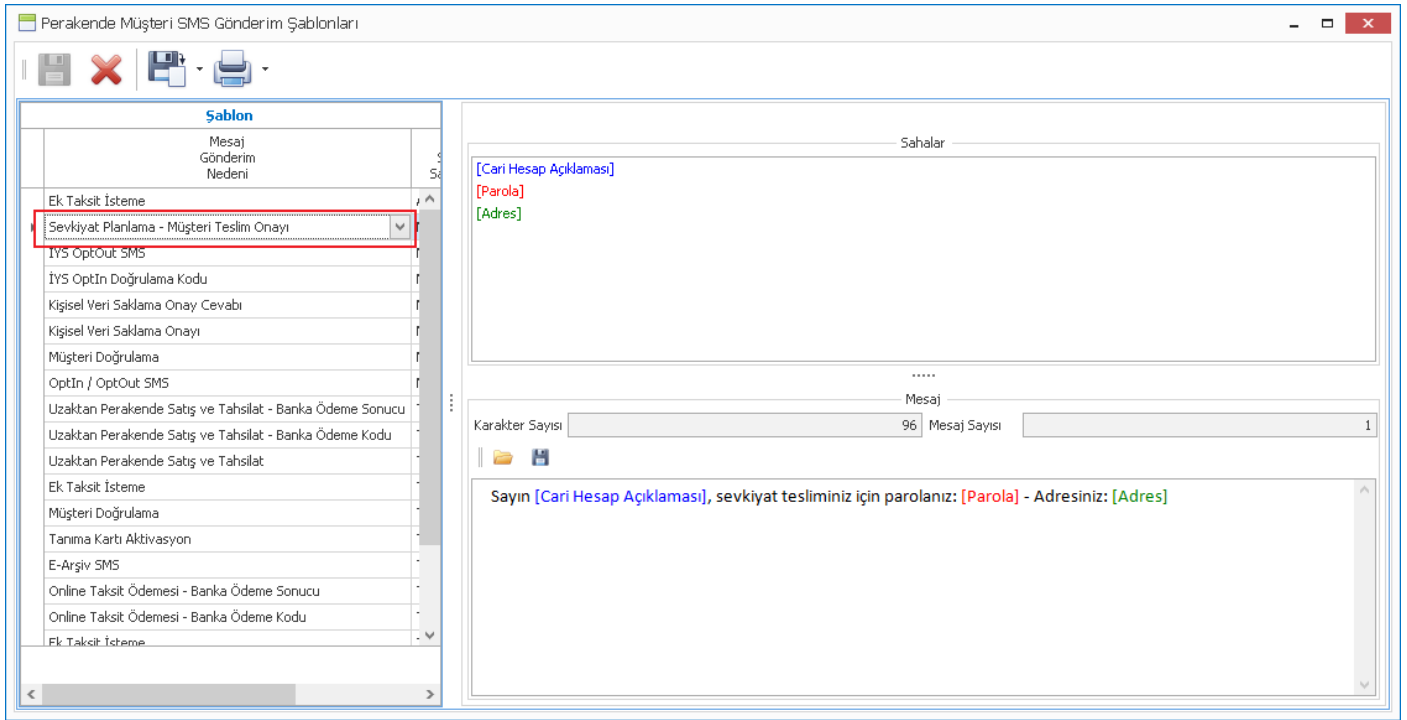 Perakende Müşteri SMS Gönderim Şablonları
Şablon
Mesaj
Gönderim
Nedeni
Ek Taksit İsteme
Sevkiyat Planlama - Müşteri Teslim Onayı
İYS OptOut SMS
İYS OptIn Doğrulama Kodu
Kişisel Veri Saklama Onay Cevabı
Kişisel Veri Saklama Onayı
Müşteri Doğrulama
OptIn / OptOut SMS
Uzaktan Perakende Satış ve Tahsilat - Banka Ödeme Sonucu
Uzaktan Perakende Satış ve Tahsilat - Banka Ödeme Kodu
Uzaktan Perakende Satış ve Tahsilat
Ek Taksit İsteme
Müşteri Doğrulama
Tanıma Kartı Aktivasyon
E-Arşiv SMS
Online Taksit Ödemesi - Banka Ödeme Sonucu
Online Taksit Ödemesi - Banka Ödeme Kodu
Ek Taksit İsteme
Sahalar
[Cari Hesap Açıklaması]
[Parola]
[Adres]
Mesaj
Karakter Sayısı 96 Mesaj Sayısı 1
Sayın [Cari Hesap Açıklaması], sevkiyat tesliminiz için parolanız: [Parola] - Adresiniz: [Adres]